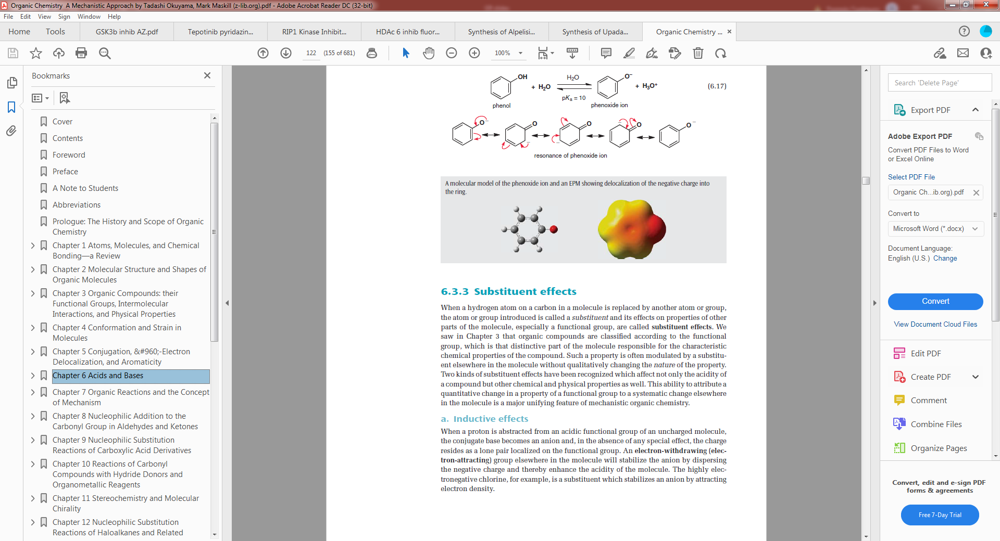 Organic Chemistry  A Mechanistic Approach by Tadashi Okuyama, Mark Maskill (z-lib.org).pdf - Adobe Acrobat Reader DC (32-bit)
File Edit View Sign Window Help
Home Tools GSK3b inhib AZ.pdf Tepotinib pyridazin... RIP1 Kinase Inhibit... HDAc 6 inhib fluor... Synthesis of Alpelisi... Synthesis of Upada... Organic Chemistry ... ×
122 (155 of 681) 100%
Bookmarks
Cover
Contents
Foreword
Preface
A Note to Students
Abbreviations
Prologue: The History and Scope of Organic
Chemistry
Chapter 1 Atoms, Molecules, and Chemical
Bonding—a Review
Chapter 2 Molecular Structure and Shapes of
Organic Molecules
Chapter 3 Organic Compounds: their
Functional Groups, Intermolecular
Interactions, and Physical Properties
Chapter 4 Conformation and Strain in
Molecules
Chapter 5 Conjugation, &#960;-Electron
Delocalization, and Aromaticity
Chapter 6 Acids and Bases
Chapter 7 Organic Reactions and the Concept
of Mechanism
Chapter 8 Nucleophilic Addition to the
Carbonyl Group in Aldehydes and Ketones
Chapter 9 Nucleophilic Substitution
Reactions of Carboxylic Acid Derivatives
Chapter 10 Reactions of Carbonyl
Compounds with Hydride Donors and
Organometallic Reagents
Chapter 11 Stereochemistry and Molecular
Chirality
Chapter 12 Nucleophilic Substitution
Reactions of Haloalkanes and Related
OH + H₂O H₂O O⁻ + H₃O⁺ (6.17)
pKₐ = 10
phenol phenoxide ion
O⁻ O O O O⁻
resonance of phenoxide ion
A molecular model of the phenoxide ion and an EPM showing delocalization of the negative charge into
the ring.
6.3.3 Substituent effects
When a hydrogen atom on a carbon in a molecule is replaced by another atom or group,
the atom or group introduced is called a substituent and its effects on properties of other
parts of the molecule, especially a functional group, are called substituent effects. We
saw in Chapter 3 that organic compounds are classified according to the functional
group, which is that distinctive part of the molecule responsible for the characteristic
chemical properties of the compound. Such a property is often modulated by a substitu-
ent elsewhere in the molecule without qualitatively changing the nature of the property.
Two kinds of substituent effects have been recognized which affect not only the acidity of
a compound but other chemical and physical properties as well. This ability to attribute a
quantitative change in a property of a functional group to a systematic change elsewhere
in the molecule is a major unifying feature of mechanistic organic chemistry.
a. Inductive effects
When a proton is abstracted from an acidic functional group of an uncharged molecule,
the conjugate base becomes an anion and, in the absence of any special effect, the charge
resides as a lone pair localized on the functional group. An electron-withdrawing (elec-
tron-attracting) group elsewhere in the molecule will stabilize the anion by dispersing
the negative charge and thereby enhance the acidity of the molecule. The highly elec-
tronegative chlorine, for example, is a substituent which stabilizes an anion by attracting
electron density.
Search 'Delete Page'
Export PDF
Adobe Export PDF
Convert PDF Files to Word
or Excel Online
Select PDF File
Organic Ch...ib.org).pdf
Convert to
Microsoft Word (*.docx)
Document Language:
English (U.S.) Change
Convert
View Document Cloud Files
Edit PDF
Create PDF
Comment
Combine Files
Organize Pages
Convert, edit and e-sign PDF
forms & agreements
Free 7-Day Trial